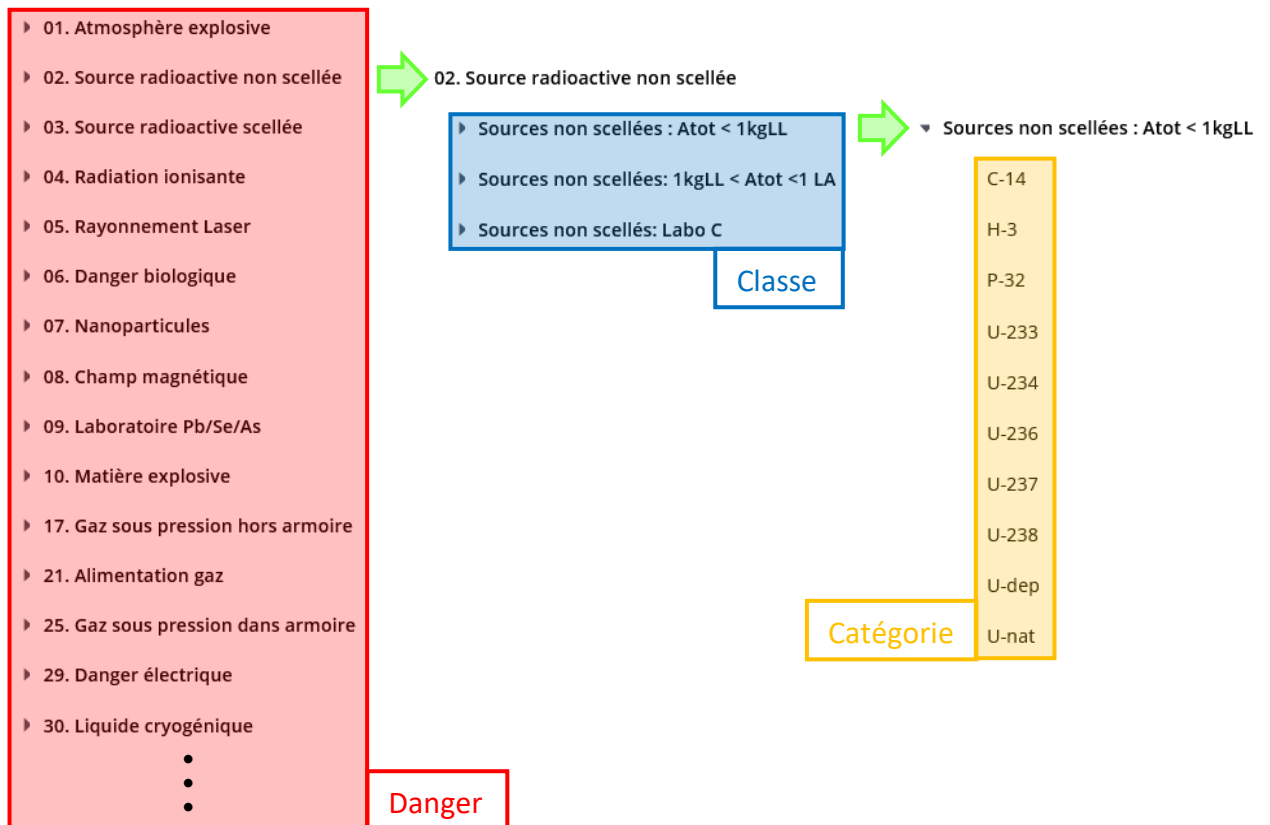 01. Atmosphère explosive
02. Source radioactive non scellée
03. Source radioactive scellée
04. Radiation ionisante
05. Rayonnement Laser
06. Danger biologique
07. Nanoparticules
08. Champ magnétique
09. Laboratoire Pb/Se/As
10. Matière explosive
17. Gaz sous pression hors armoire
21. Alimentation gaz
25. Gaz sous pression dans armoire
29. Danger électrique
30. Liquide cryogénique
Danger
02. Source radioactive non scellée
Sources non scellées : Atot < 1kgLL
Sources non scellées: 1kgLL < Atot <1 LA
Sources non scellés: Labo C
Classe
Sources non scellées : Atot < 1kgLL
C-14
H-3
P-32
U-233
U-234
U-236
U-237
U-238
U-dep
U-nat
Catégorie